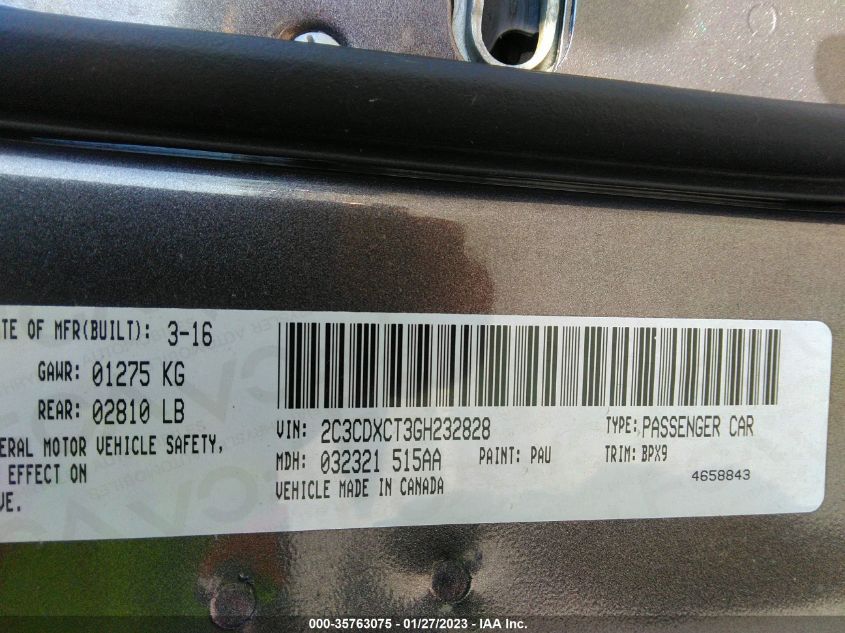 TE OF MFR(BUILT): 3-16
GAWR: 01275 KG
REAR: 02810 LB
ERAL MOTOR VEHICLE SAFETY,
EFFECT ON
VE.
VIN: 2C3CDXCT3GH232828
TYPE: PASSENGER CAR
MDH: 032321 515AA
PAINT: PAU
TRIM: BPX9
VEHICLE MADE IN CANADA
4658843
000-35763075 - 01/27/2023 - IAA Inc.